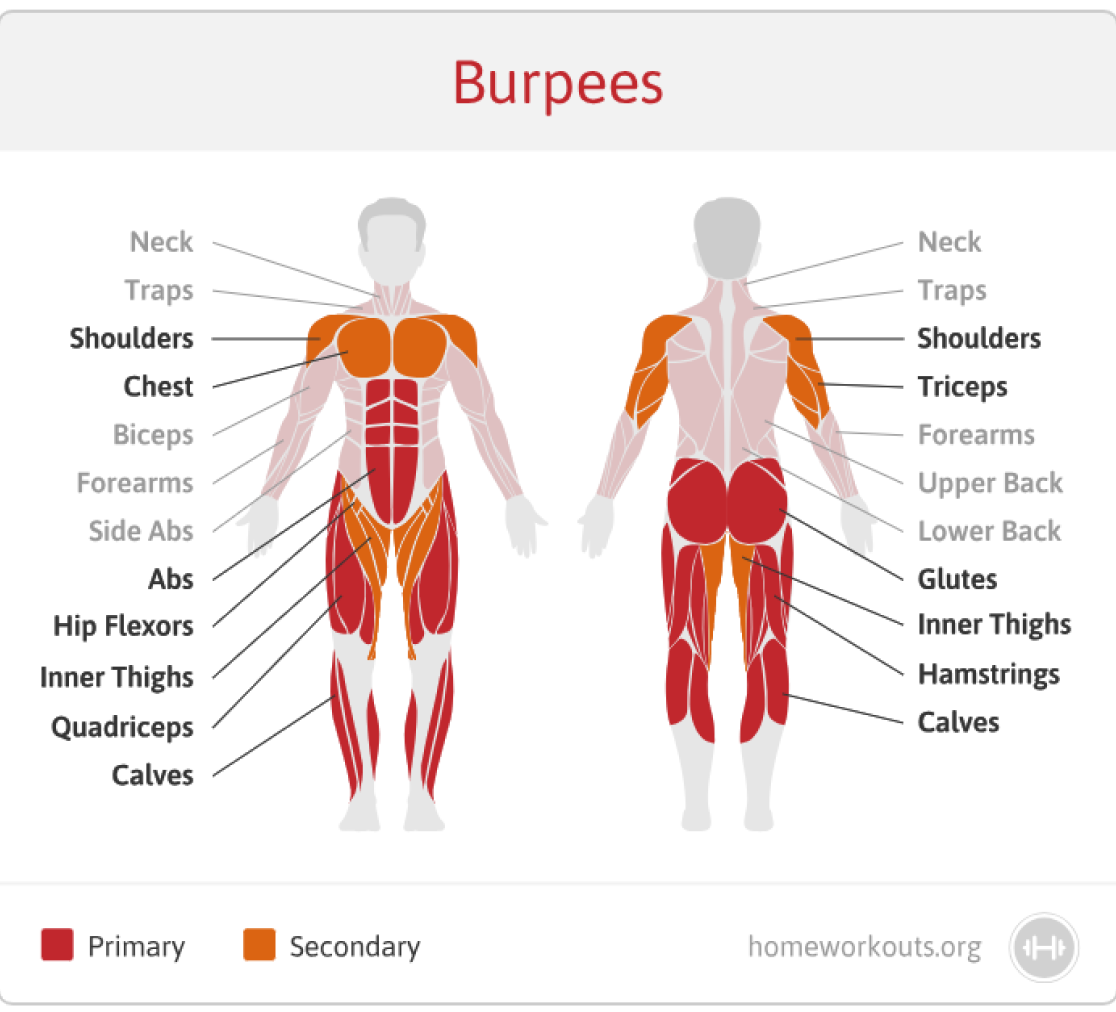 Burpees
Neck
Traps
Shoulders
Chest
Biceps
Forearms
Side Abs
Abs
Hip Flexors
Inner Thighs
Quadriceps
Calves
Neck
Traps
Shoulders
Triceps
Forearms
Upper Back
Lower Back
Glutes
Inner Thighs
Hamstrings
Calves
Primary
Secondary
homeworkouts.org